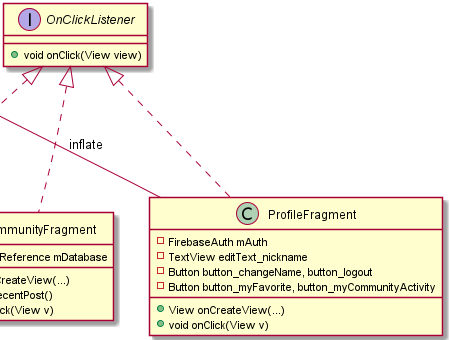 I OnClickListener
void onClick(View view)
inflate
mmunityFragment
Reference mDatabase
CreateView(...)
ecentPost()
ck(View v)
C ProfileFragment
FirebaseAuth mAuth
TextView editText_nickname
Button button_changeName, button_logout
Button button_myFavorite, button_myCommunityActivity
View onCreateView(...)
void onClick(View v)